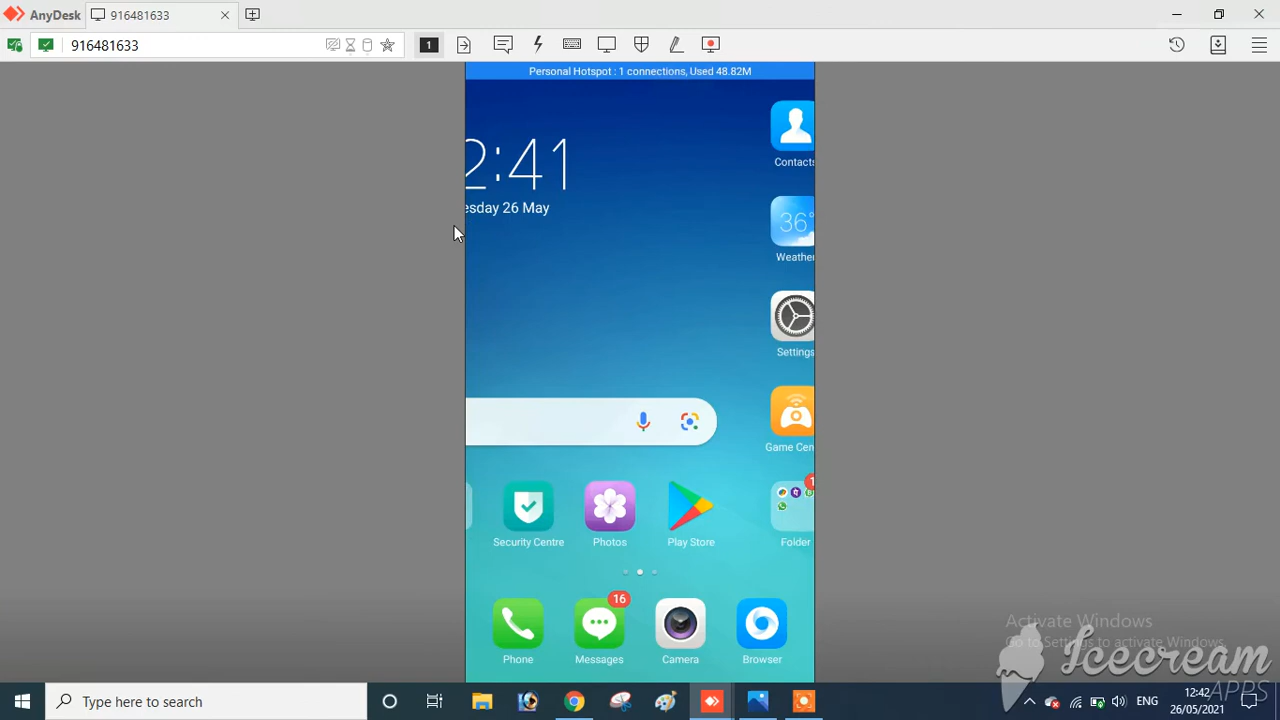 AnyDesk
916481633
916481633
1
Personal Hotspot : 1 connections, Used 48.82M
2:41
esday 26 May
Contacts
36°
Weather
Settings
Game Cen
Security Centre
Photos
Play Store
Folder
16
Phone
Messages
Camera
Browser
Activate Windows
Go to Settings to activate Windows.
Icecream
APPS
Type here to search
ENG
12:42
26/05/2021